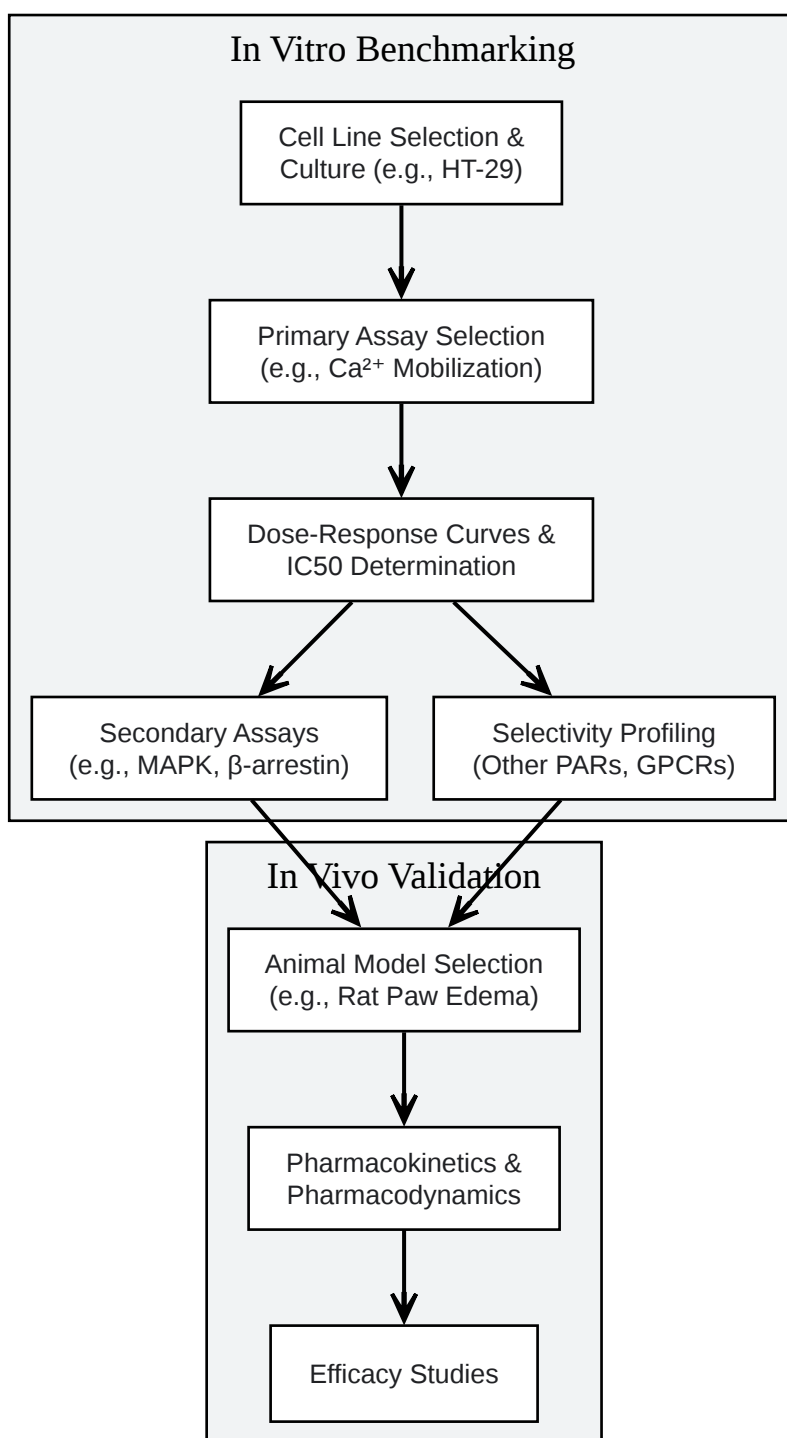 In Vitro Benchmarking
Cell Line Selection &
Culture (e.g., HT-29)
Primary Assay Selection
(e.g., Ca²⁺ Mobilization)
Dose-Response Curves &
IC50 Determination
Secondary Assays
(e.g., MAPK, β-arrestin)
Selectivity Profiling
(Other PARs, GPCRs)
In Vivo Validation
Animal Model Selection
(e.g., Rat Paw Edema)
Pharmacokinetics &
Pharmacodynamics
Efficacy Studies